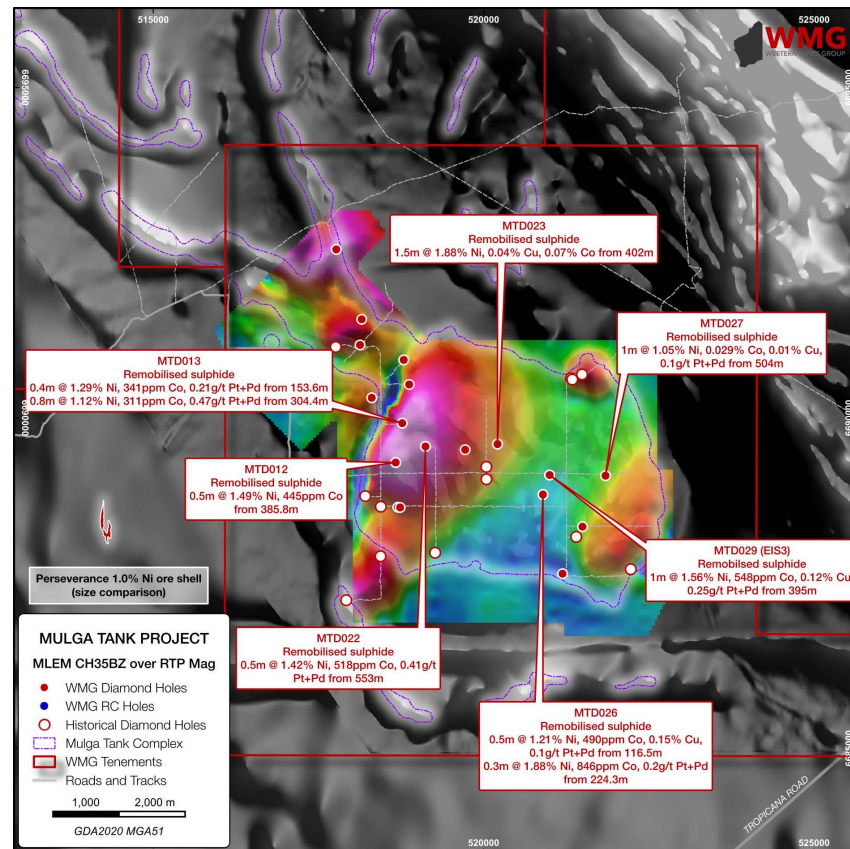 515000
520000
525000
WMG
6695000
6695000
MTD023
Remobilised sulphide
1.5m @ 1.88% Ni, 0.04% Cu, 0.07% Co from 402m
MTD027
Remobilised sulphide
1m @ 1.05% Ni, 0.029% Co, 0.01% Cu,
0.1g/t Pt+Pd from 504m
MTD013
Remobilised sulphide
0.4m @ 1.29% Ni, 341ppm Co, 0.21g/t Pt+Pd from 153.6m
0.8m @ 1.12% Ni, 311ppm Co, 0.47g/t Pt+Pd from 304.4m
6690000
6690000
MTD012
Remobilised sulphide
0.5m @ 1.49% Ni, 445ppm Co
from 385.8m
MTD029 (EIS3)
Remobilsed sulphide
1m @ 1.56% Ni, 548ppm Co, 0.12% Cu
0.25g/t Pt+Pd from 395m
Perseverance 1.0% Ni ore shell
(size comparison)
MTD022
Remobilised sulphide
0.5m @ 1.42% Ni, 518ppm Co, 0.41g/t
Pt+Pd from 553m
MTD026
Remobilised sulphide
0.5m @ 1.21% Ni, 490ppm Co, 0.15% Cu,
0.1g/t Pt+Pd from 116.5m
0.3m @ 1.88% Ni, 846ppm Co, 0.2g/t Pt+Pd
from 224.3m
MULGA TANK PROJECT
MLEM CH35BZ over RTP Mag
WMG Diamond Holes
WMG RC Holes
Historical Diamond Holes
Mulga Tank Complex
WMG Tenements
Roads and Tracks
1,000 2,000 m
GDA2020 MGA51
6685000
TROPICANA ROAD
520000
525000